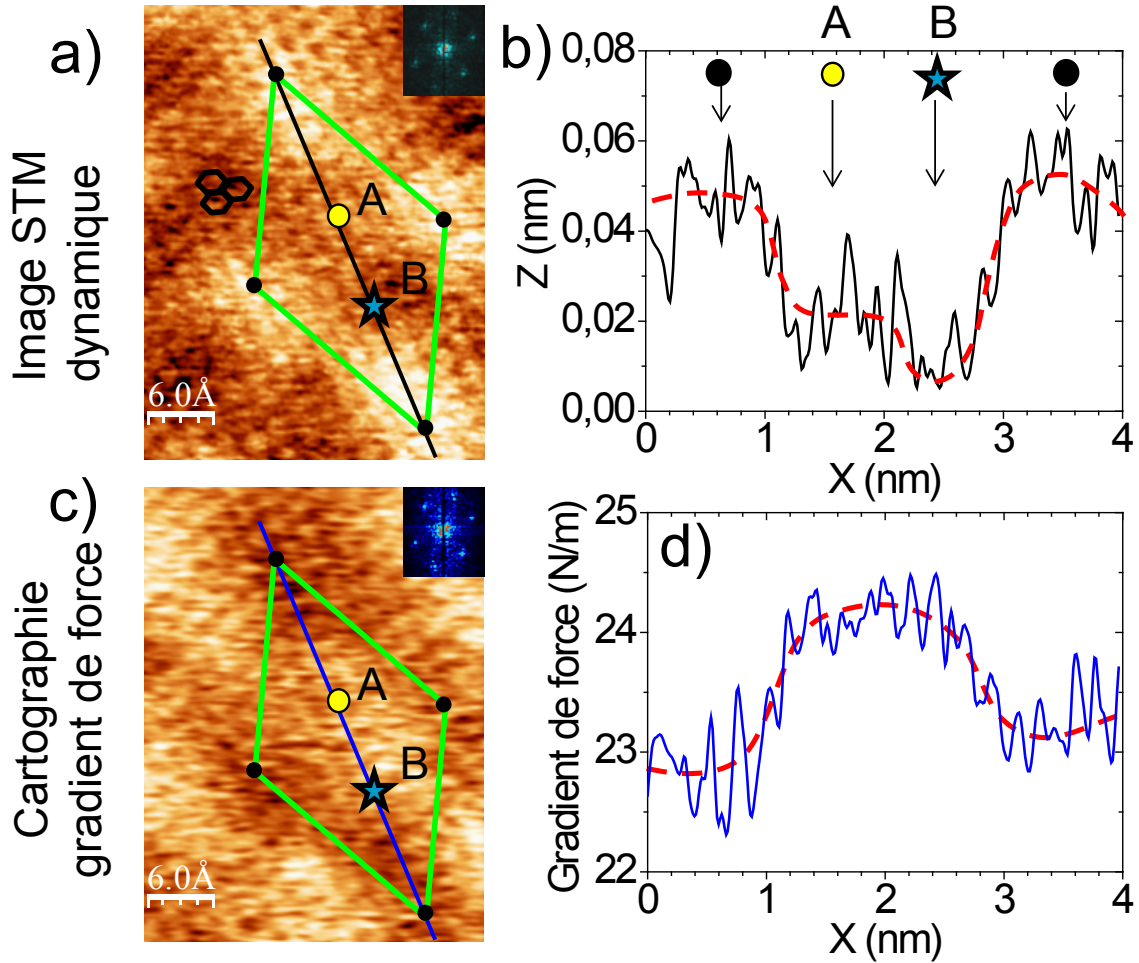 a)
Image STM
dynamique
A
B
6.0Å
b)
A
B
0,08
0,06
0,04
0,02
0,00
Z (nm)
0
1
2
3
4
X (nm)
c)
Cartographie
gradient de force
A
B
6.0Å
d)
25
24
23
22
Gradient de force (N/m)
0
1
2
3
4
X (nm)